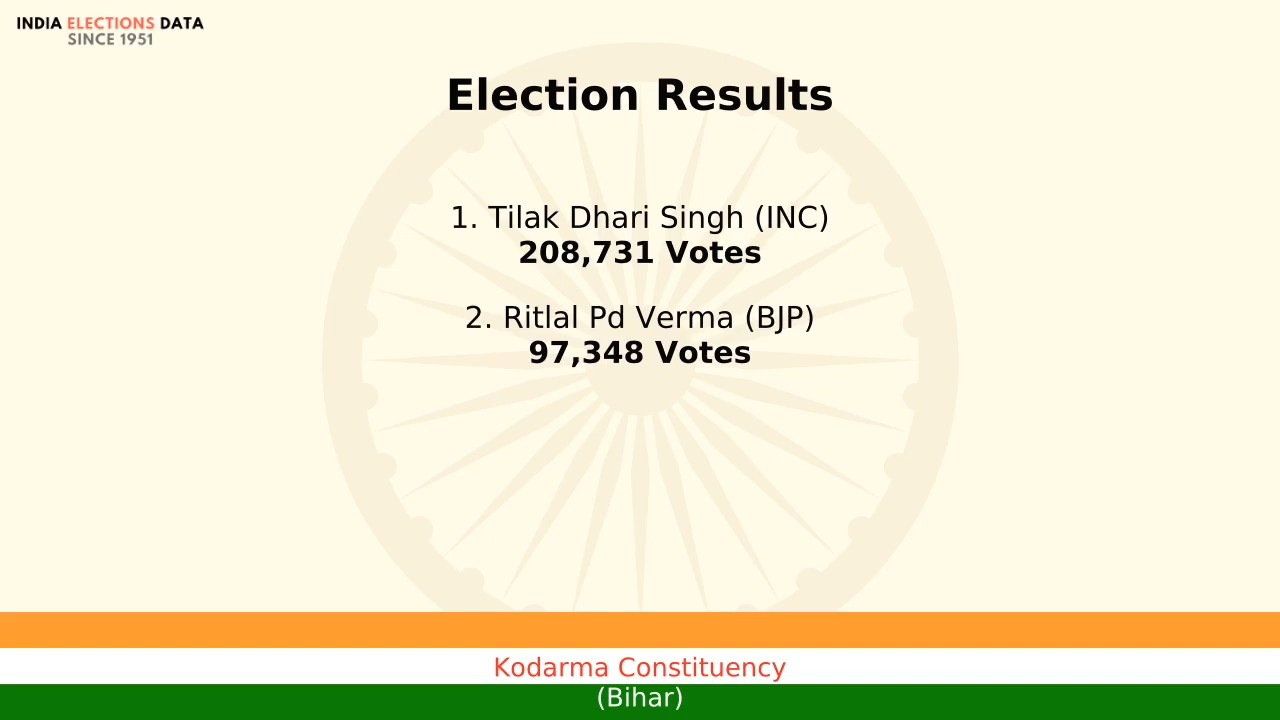 INDIA ELECTIONS DATA
SINCE 1951
Election Results
1. Tilak Dhari Singh (INC)
208,731 Votes
2. Ritlal Pd Verma (BJP)
97,348 Votes
Kodarma Constituency
(Bihar)